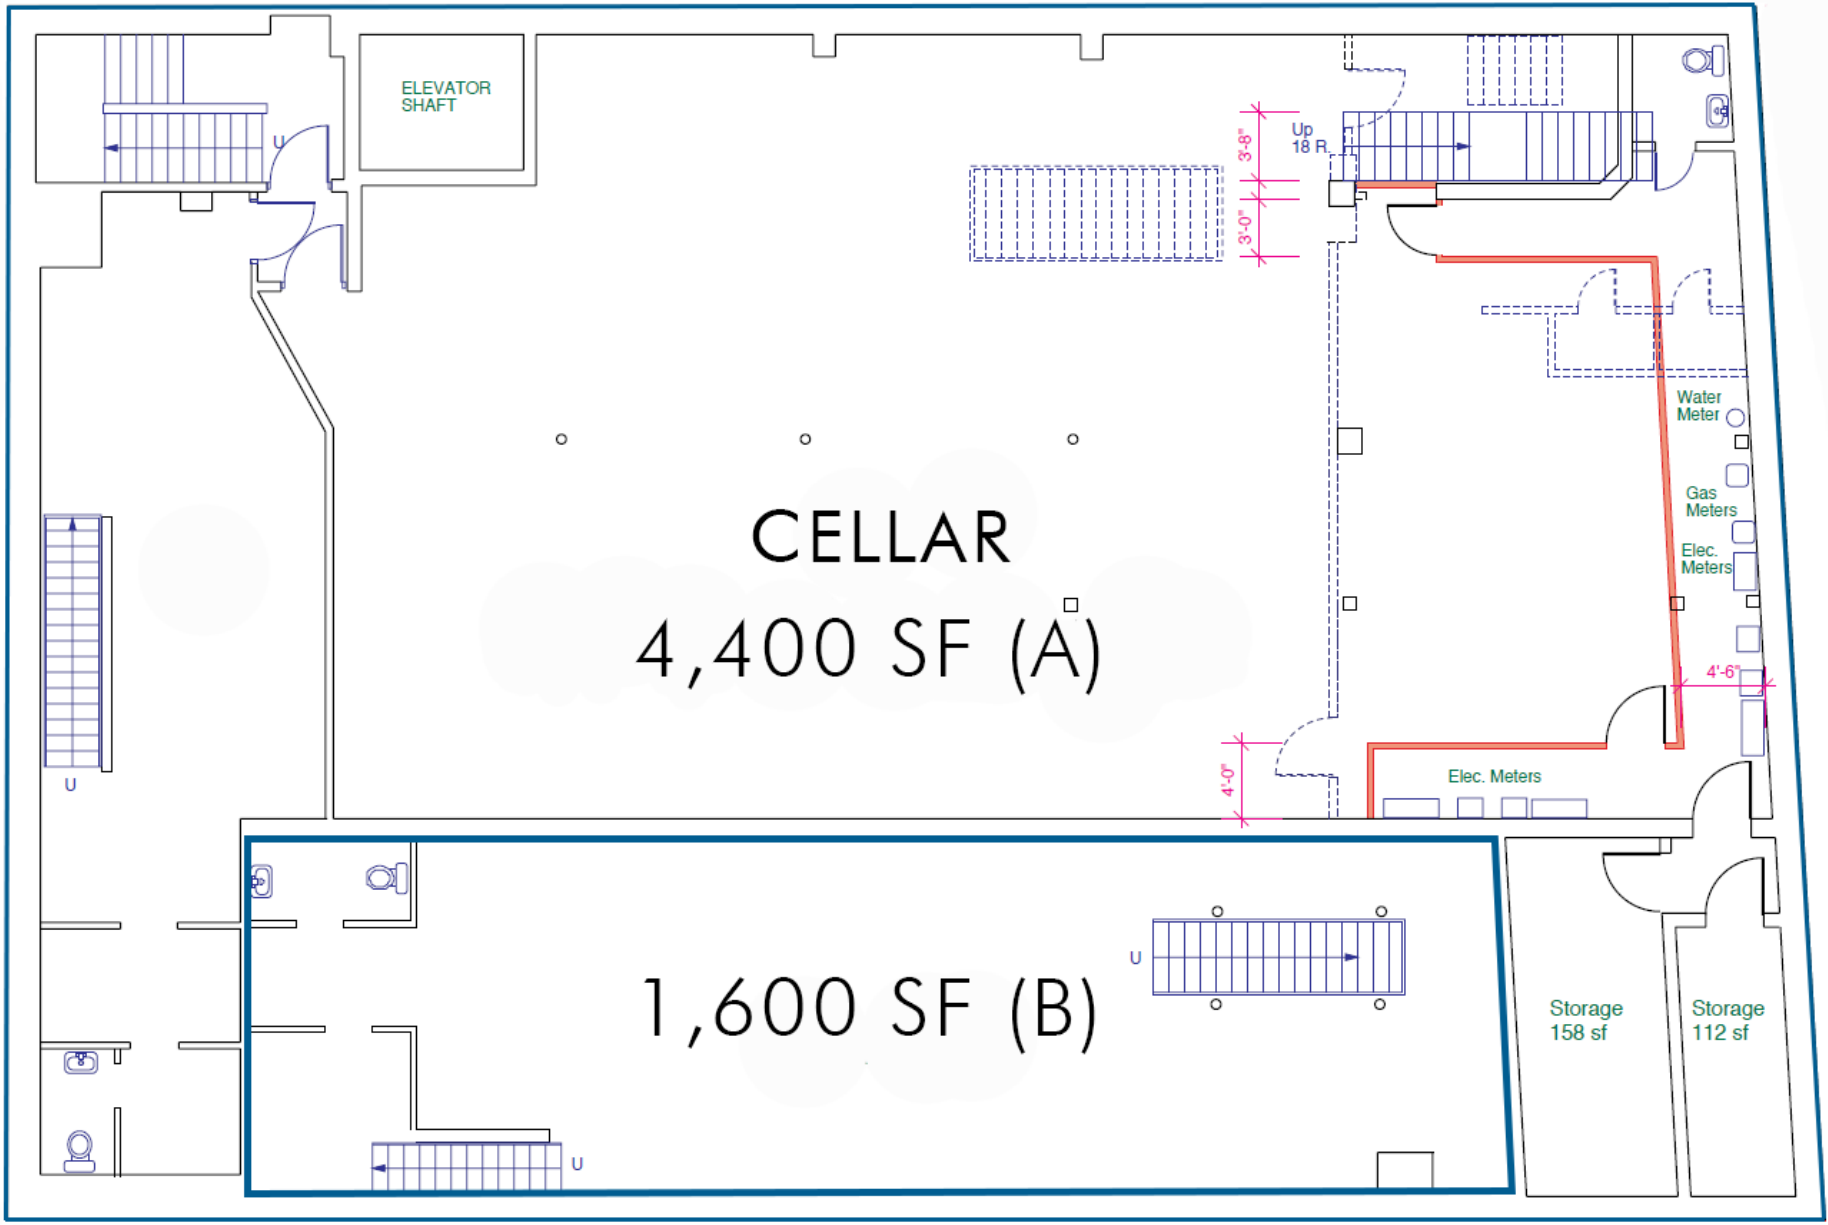 ELEVATOR
SHAFT
U
Up
18 R.
3'-8"
3'-0"
Water
Meter
Gas
Meters
Elec.
Meters
CELLAR
4,400 SF (A)
4'-6"
U
4'-0"
Elec. Meters
U
1,600 SF (B)
Storage
158 sf
Storage
112 sf
U